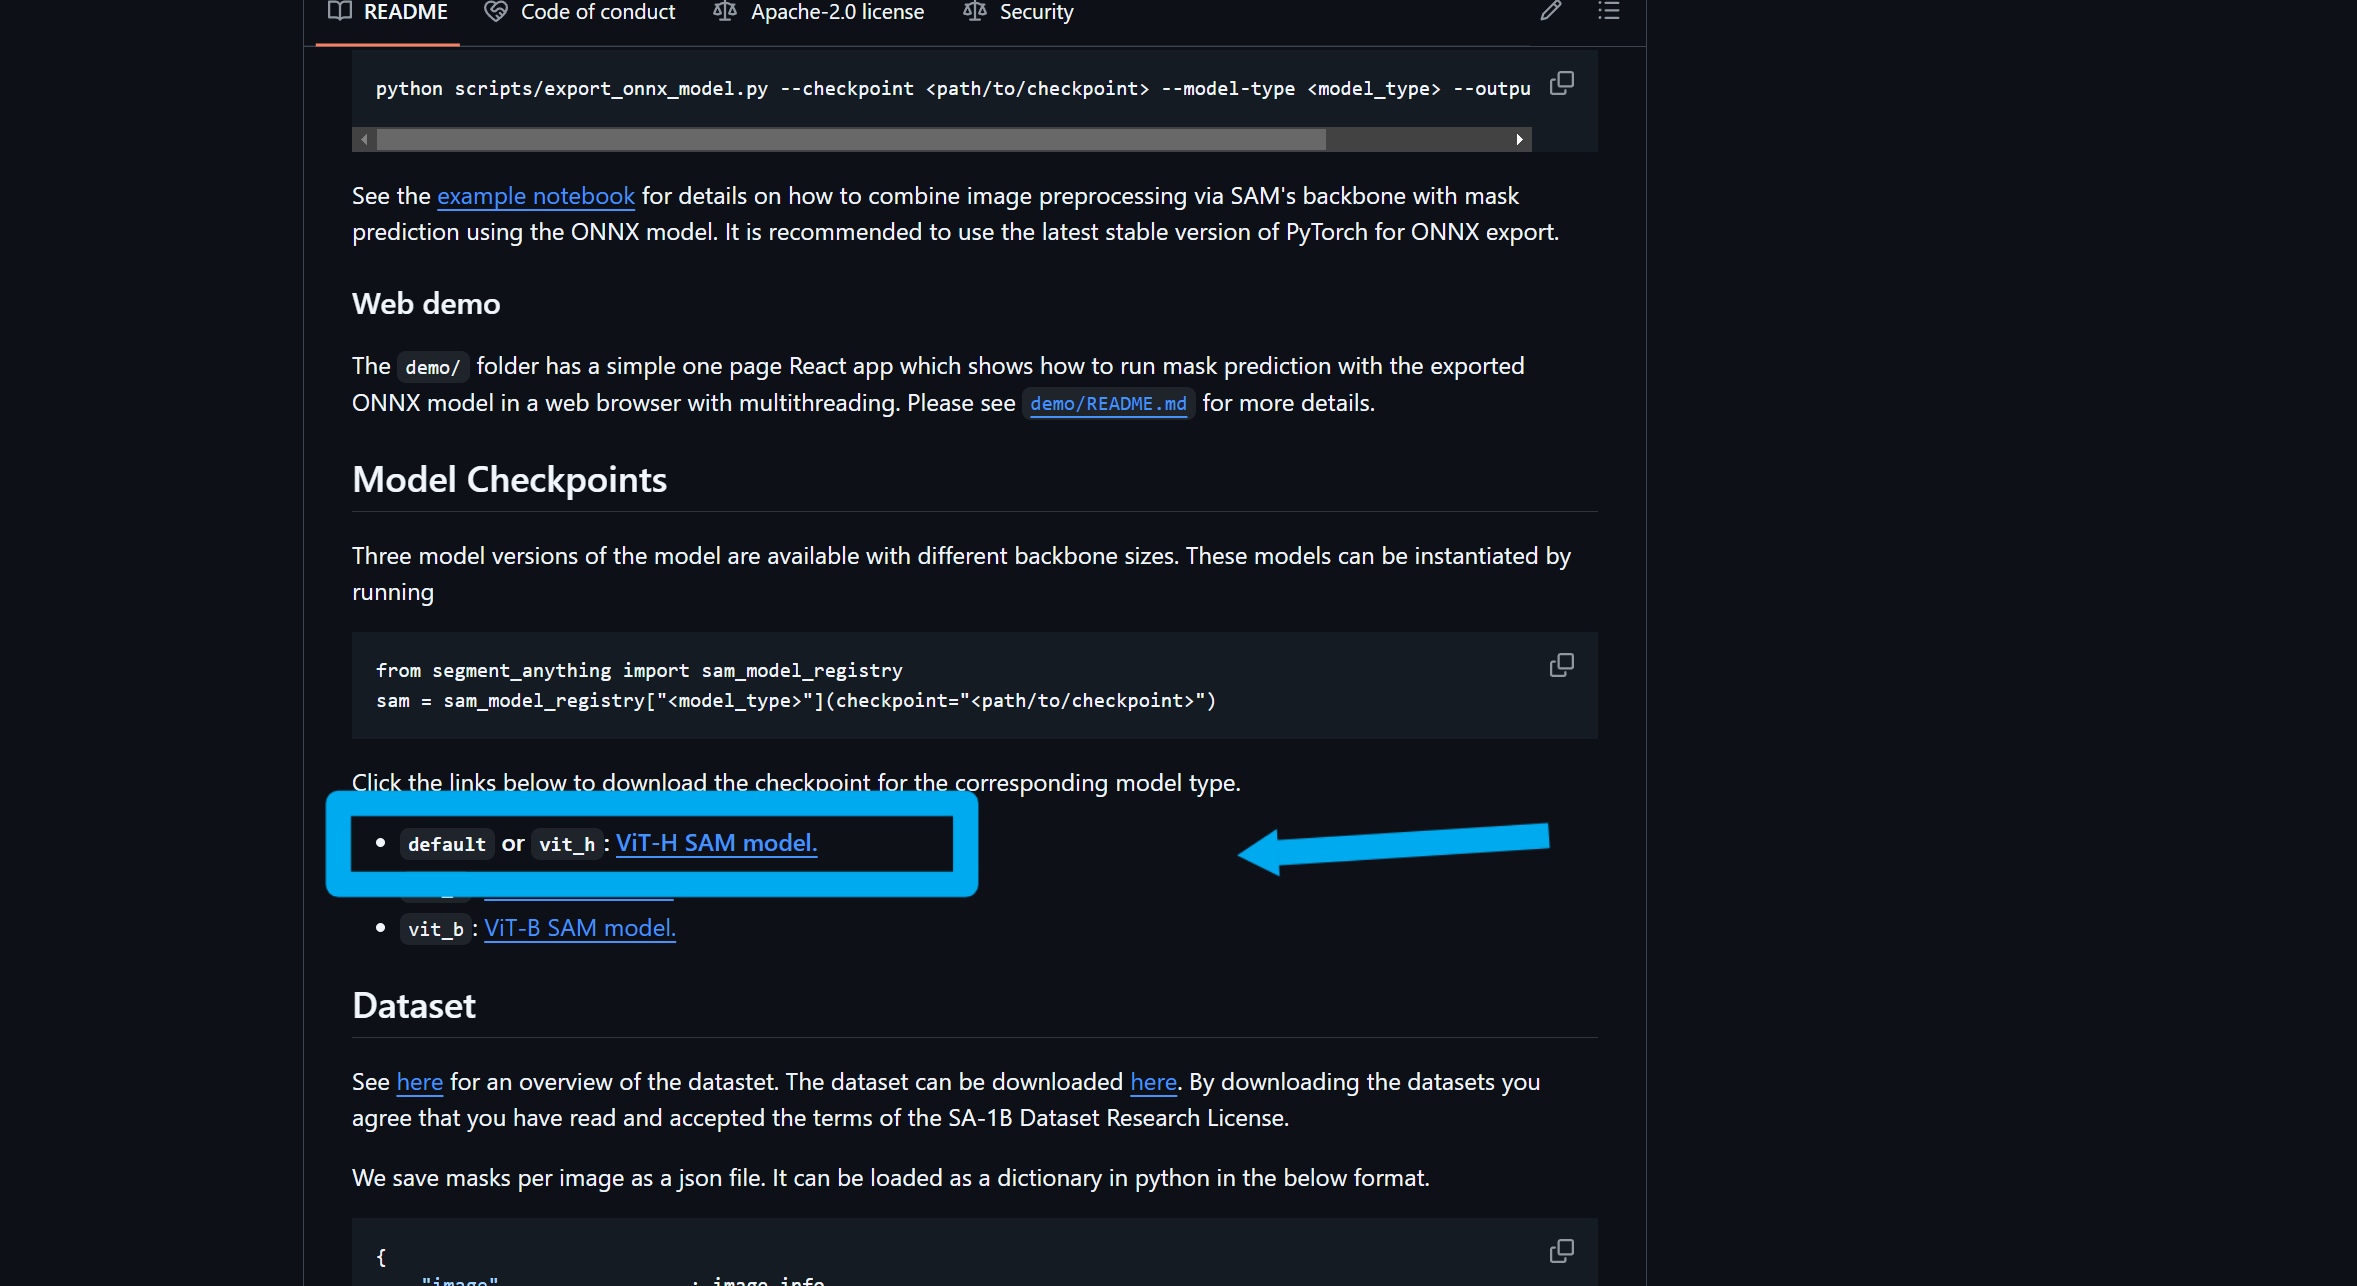 README Code of conduct Apache-2.0 license Security
python scripts/export_onnx_model.py --checkpoint <path/to/checkpoint> --model-type <model_type> --outpu
See the example notebook for details on how to combine image preprocessing via SAM's backbone with mask
prediction using the ONNX model. It is recommended to use the latest stable version of PyTorch for ONNX export.
Web demo
The demo/ folder has a simple one page React app which shows how to run mask prediction with the exported
ONNX model in a web browser with multithreading. Please see demo/README.md for more details.
Model Checkpoints
Three model versions of the model are available with different backbone sizes. These models can be instantiated by
running
from segment_anything import sam_model_registry
sam = sam_model_registry["<model_type>"](checkpoint="<path/to/checkpoint>")
Click the links below to download the checkpoint for the corresponding model type.
• default or vit_h: ViT-H SAM model.
• vit_b: ViT-B SAM model.
Dataset
See here for an overview of the datastet. The dataset can be downloaded here. By downloading the datasets you
agree that you have read and accepted the terms of the SA-1B Dataset Research License.
We save masks per image as a json file. It can be loaded as a dictionary in python in the below format.
{
"image" : image_info